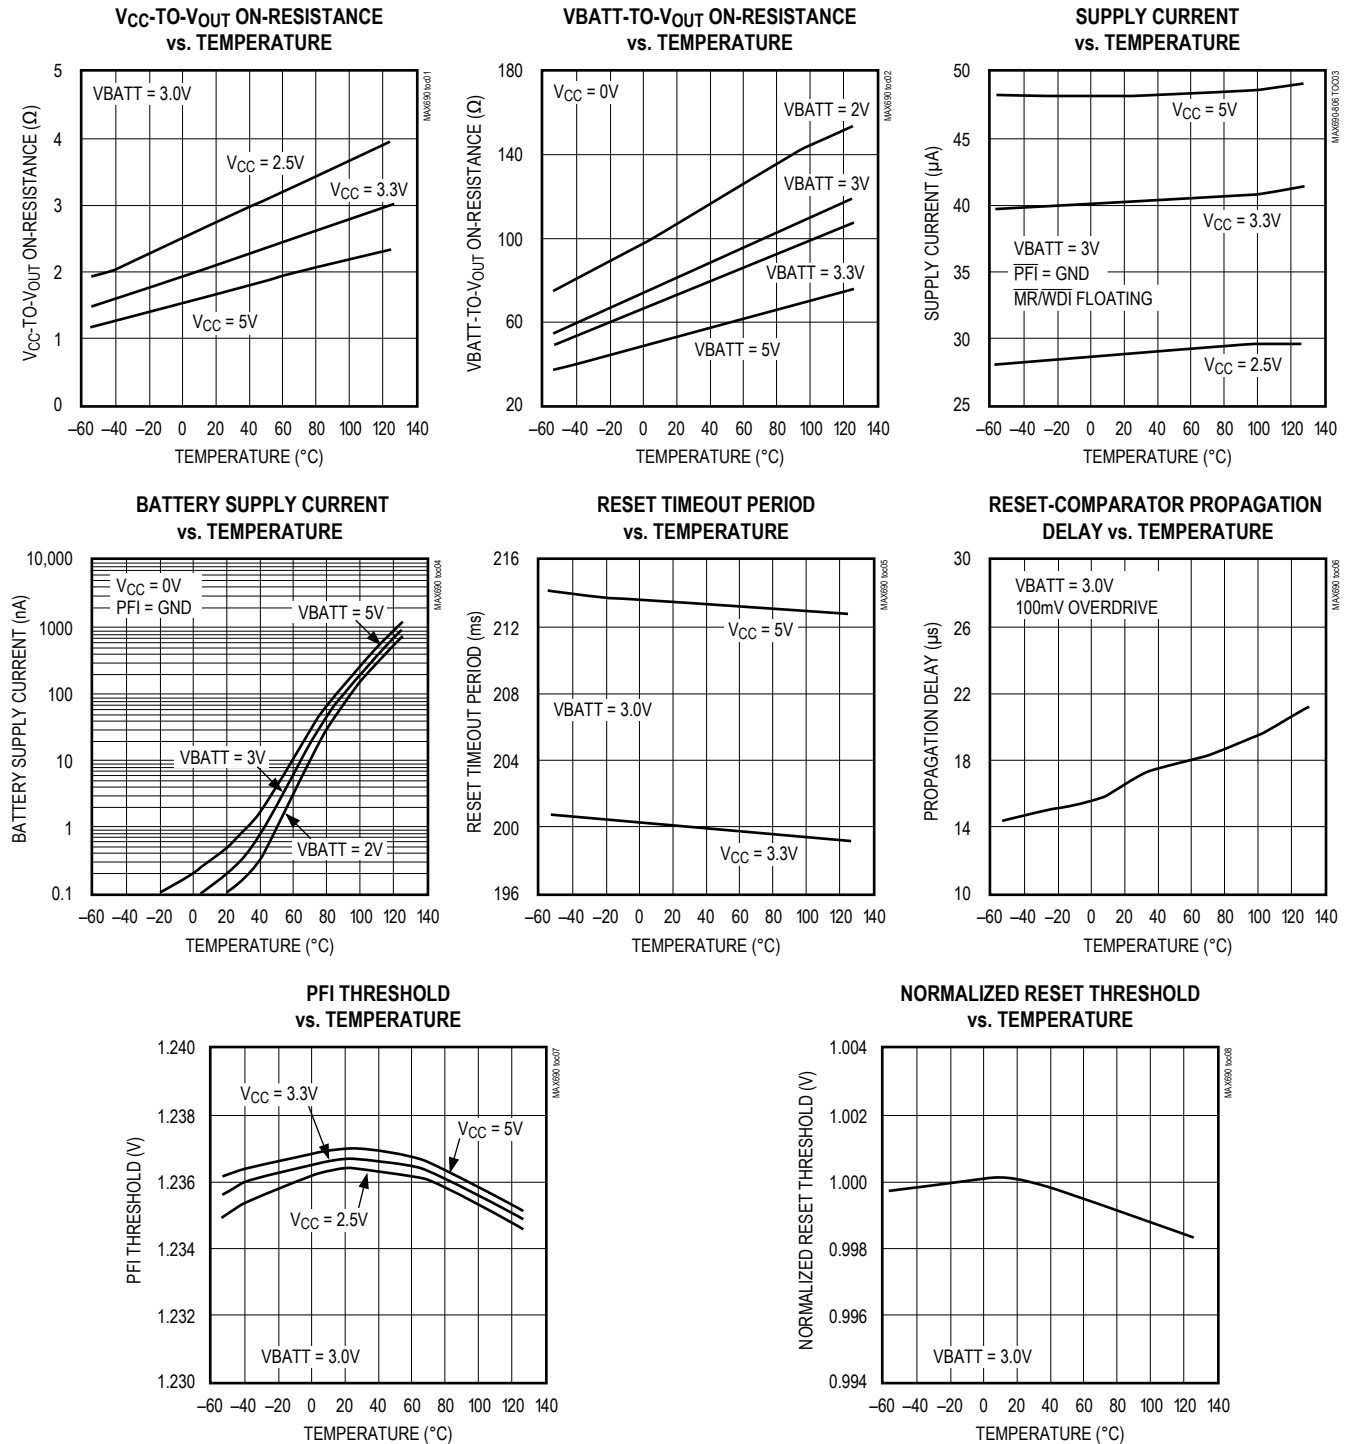 VCC-TO-VOUT ON-RESISTANCE
vs. TEMPERATURE
5
4
3
2
1
0
VCC-TO-VOUT ON-RESISTANCE (Ω)
VBATT = 3.0V
VCC = 2.5V
VCC = 3.3V
VCC = 5V
MAX690 toc01
–60 –40 –20 0 20 40 60 80 100 120 140
TEMPERATURE (°C)
VBATT-TO-VOUT ON-RESISTANCE
vs. TEMPERATURE
180
140
100
60
20
VBATT-TO-VOUT ON-RESISTANCE (Ω)
VCC = 0V
VBATT = 2V
VBATT = 3V
VBATT = 3.3V
VBATT = 5V
MAX690 toc02
–60 –40 –20 0 20 40 60 80 100 120 140
TEMPERATURE (°C)
SUPPLY CURRENT
vs. TEMPERATURE
50
45
40
35
30
25
SUPPLY CURRENT (µA)
VCC = 5V
VCC = 3.3V
VBATT = 3V
PFI = GND
MR/WDI FLOATING
VCC = 2.5V
MAX690-806 TOC03
–60 –40 –20 0 20 40 60 80 100 120 140
TEMPERATURE (°C)
BATTERY SUPPLY CURRENT
vs. TEMPERATURE
10,000
1000
100
10
1
0.1
BATTERY SUPPLY CURRENT (nA)
VCC = 0V
PFI = GND
VBATT = 5V
VBATT = 3V
VBATT = 2V
MAX690 toc04
–60 –40 –20 0 20 40 60 80 100 120 140
TEMPERATURE (°C)
RESET TIMEOUT PERIOD
vs. TEMPERATURE
216
212
208
204
200
196
RESET TIMEOUT PERIOD (ms)
VCC = 5V
VBATT = 3.0V
VCC = 3.3V
MAX690 toc05
–60 –40 –20 0 20 40 60 80 100 120 140
TEMPERATURE (°C)
RESET-COMPARATOR PROPAGATION
DELAY vs. TEMPERATURE
30
26
22
18
14
10
PROPAGATION DELAY (µs)
VBATT = 3.0V
100mV OVERDRIVE
MAX690 toc06
–60 –40 –20 0 20 40 60 80 100 120 140
TEMPERATURE (°C)
PFI THRESHOLD
vs. TEMPERATURE
1.240
1.238
1.236
1.234
1.232
1.230
PFI THRESHOLD (V)
VCC = 3.3V
VCC = 5V
VCC = 2.5V
VBATT = 3.0V
MAX690 toc07
–60 –40 –20 0 20 40 60 80 100 120 140
TEMPERATURE (°C)
NORMALIZED RESET THRESHOLD
vs. TEMPERATURE
1.004
1.002
1.000
0.998
0.996
0.994
NORMALIZED RESET THRESHOLD (V)
VBATT = 3.0V
MAX690 toc08
–60 –40 –20 0 20 40 60 80 100 120 140
TEMPERATURE (°C)